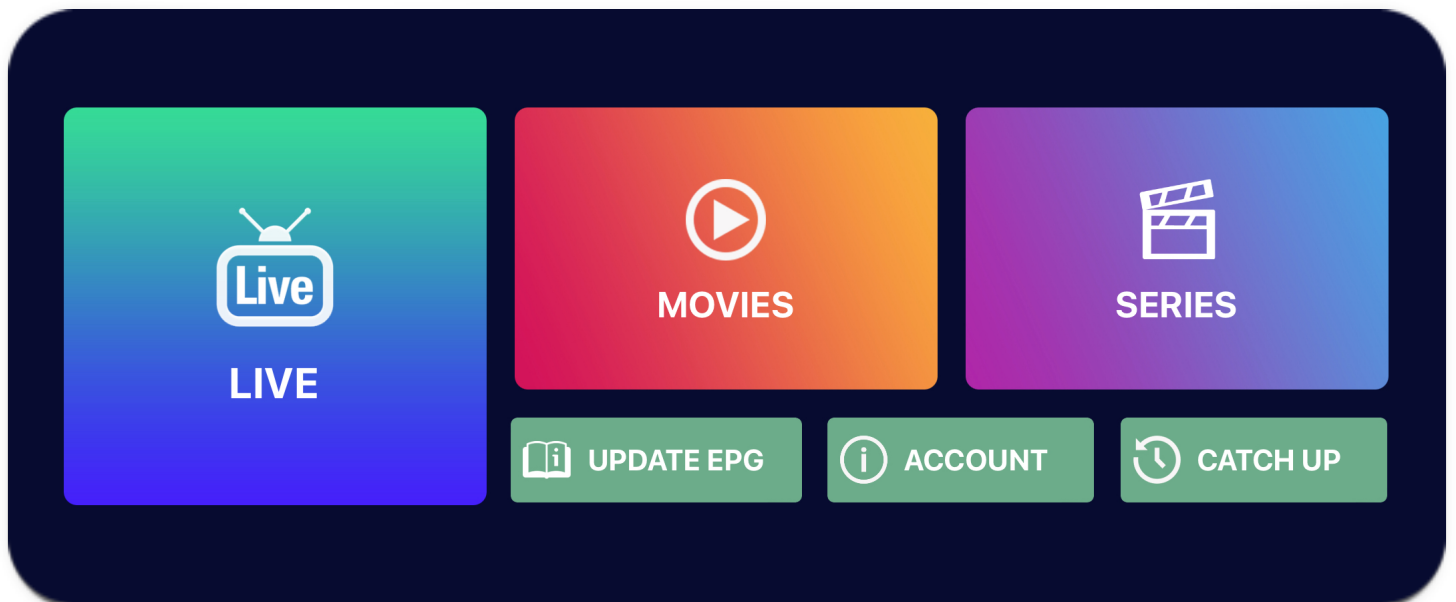 Live
LIVE
MOVIES
SERIES
UPDATE EPG
ACCOUNT
CATCH UP